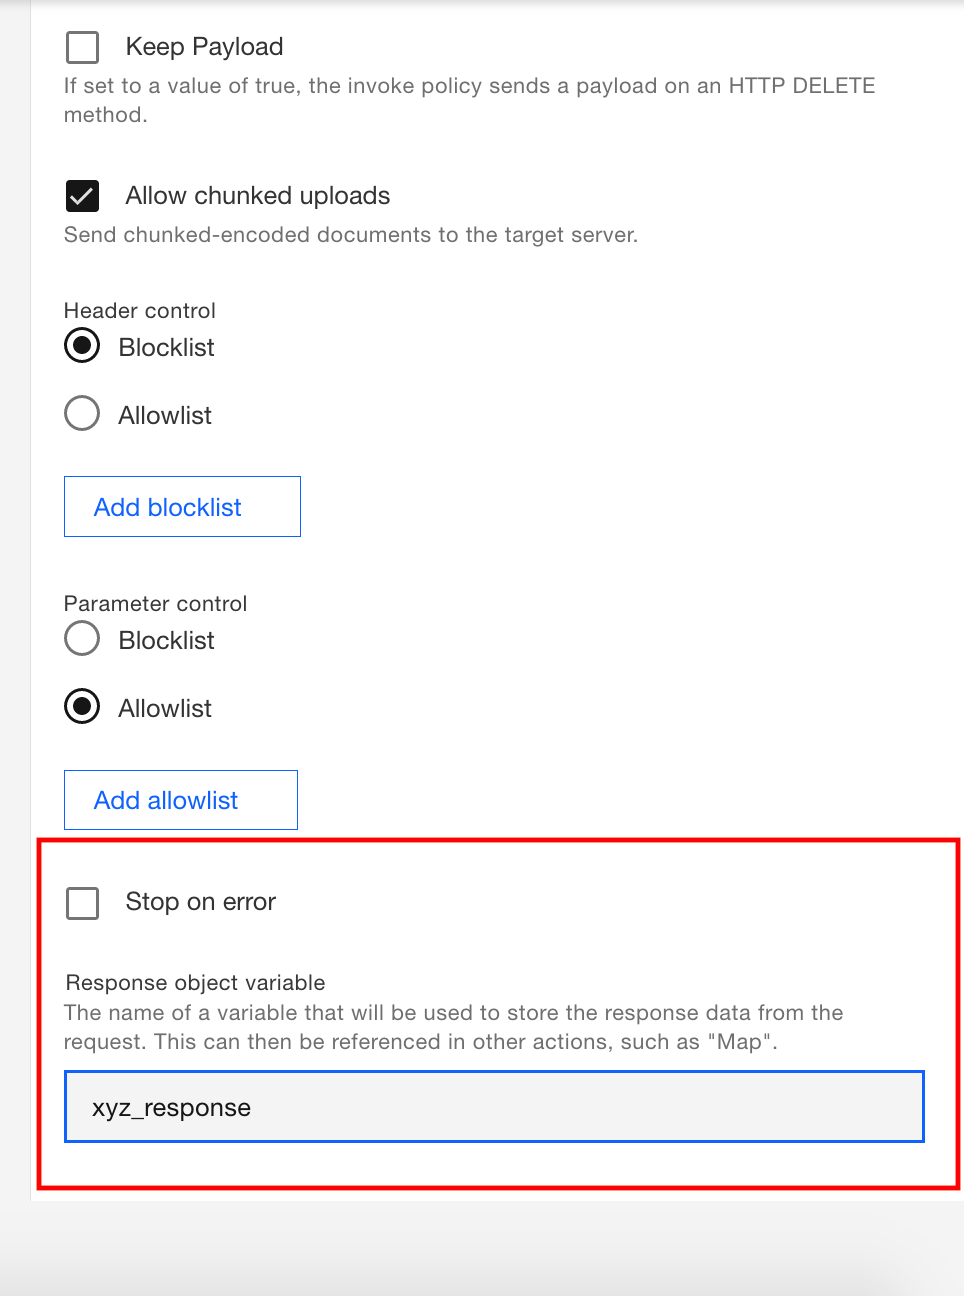 Keep Payload
If set to a value of true, the invoke policy sends a payload on an HTTP DELETE
method.
Allow chunked uploads
Send chunked-encoded documents to the target server.
Header control
Blocklist
Allowlist
Add blocklist
Parameter control
Blocklist
Allowlist
Add allowlist
Stop on error
Response object variable
The name of a variable that will be used to store the response data from the
request. This can then be referenced in other actions, such as "Map".
xyz_response